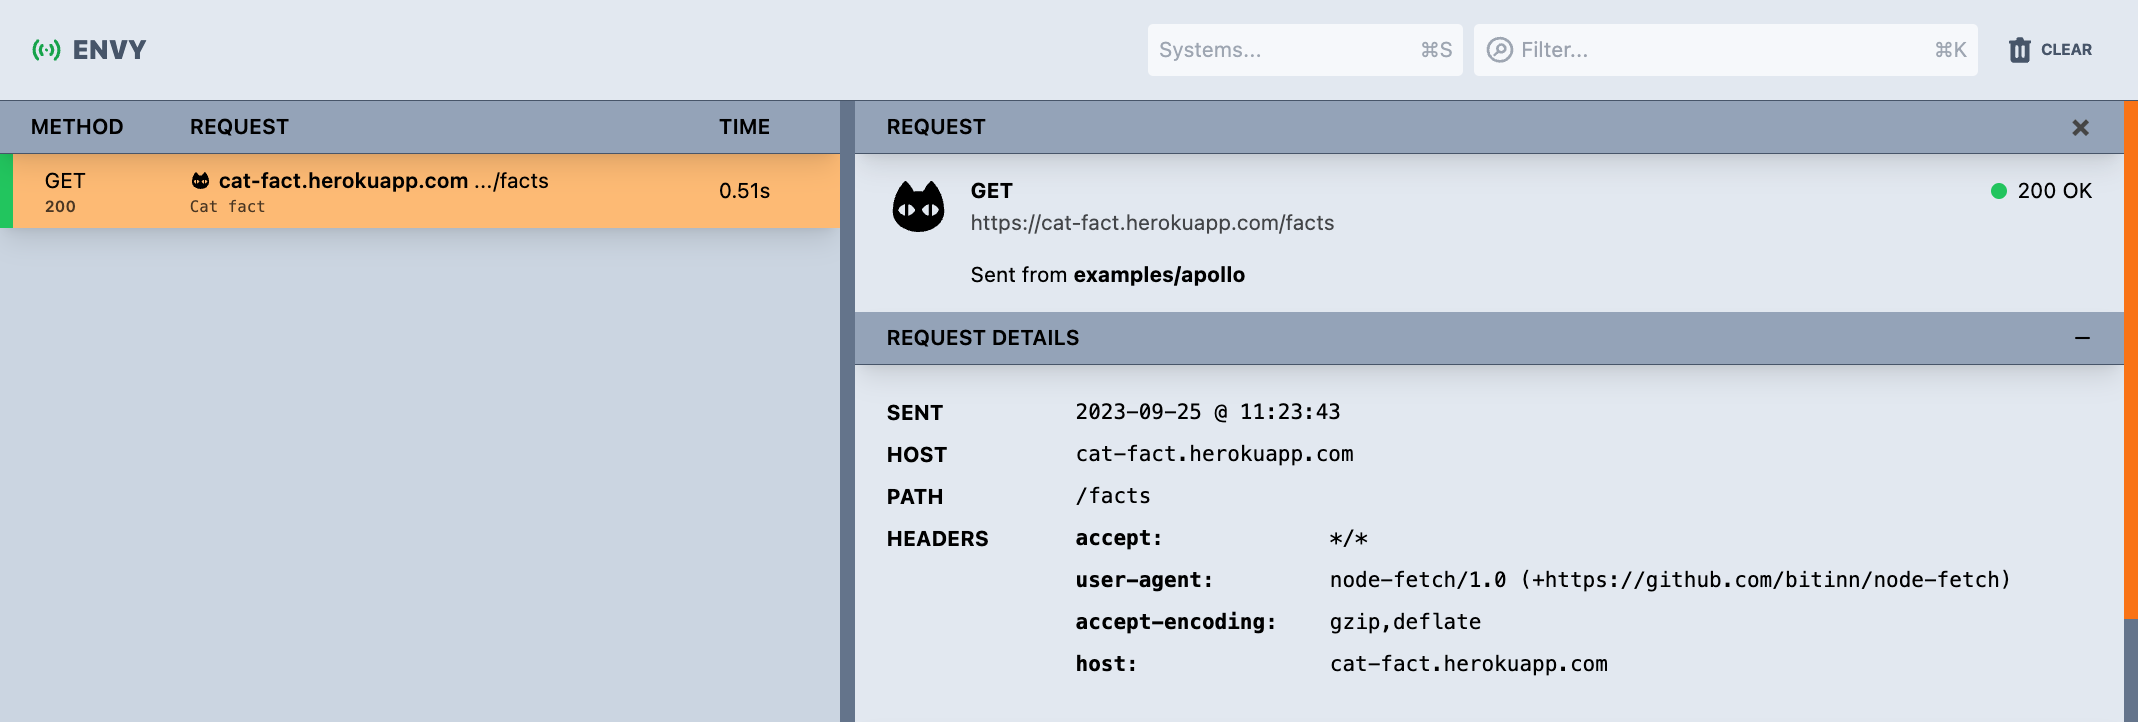 ENVY
Systems... ⌘S
Filter... ⌘K
CLEAR
METHOD REQUEST TIME
GET cat-fact.herokuapp.com .../facts 0.51s
200 Cat fact
REQUEST
GET 200 OK
https://cat-fact.herokuapp.com/facts
Sent from examples/apollo
REQUEST DETAILS
SENT 2023-09-25 @ 11:23:43
HOST cat-fact.herokuapp.com
PATH /facts
HEADERS accept: */*
user-agent: node-fetch/1.0 (+https://github.com/bitinn/node-fetch)
accept-encoding: gzip,deflate
host: cat-fact.herokuapp.com